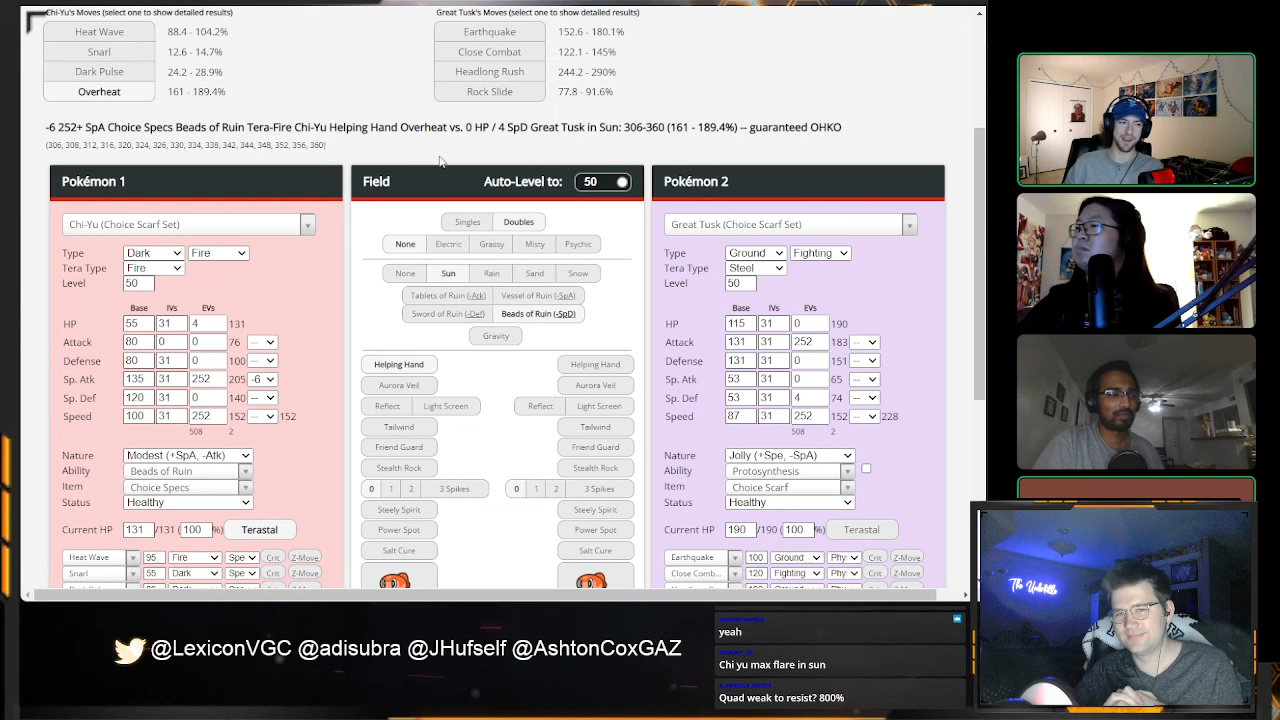 Chi-Yu's Moves (select one to show detailed results)
Great Tusk's Moves (select one to show detailed results)
Heat Wave 88.4 - 104.2%
Earthquake 152.6 - 180.1%
Snarl 12.6 - 14.7%
Close Combat 122.1 - 145%
Dark Pulse 24.2 - 28.9%
Headlong Rush 244.2 - 290%
Overheat 161 - 189.4%
Rock Slide 77.8 - 91.6%
-6 252+ SpA Choice Specs Beads of Ruin Tera-Fire Chi-Yu Helping Hand Overheat vs. 0 HP / 4 SpD Great Tusk in Sun: 306-360 (161 - 189.4%) -- guaranteed OHKO
(306, 308, 312, 316, 320, 324, 326, 330, 334, 338, 342, 344, 348, 352, 356, 360)
Pokémon 1
Chi-Yu (Choice Scarf Set)
Type Dark Fire
Tera Type Fire
Level 50
Base IVs EVs
HP 55 31 4 131
Attack 80 0 0 76 --
Defense 80 31 0 100 --
Sp. Atk 135 31 252 205 -6
Sp. Def 120 31 0 140 --
Speed 100 31 252 152 -- 152
508 2
Nature Modest (+SpA, -Atk)
Ability Beads of Ruin
Item Choice Specs
Status Healthy
Current HP 131 /131 ( 100 %) Terastal
Heat Wave 95 Fire Spe Crit Z-Move
Snarl 55 Dark Spe Crit Z-Move
Field Auto-Level to: 50
Singles Doubles
None Electric Grassy Misty Psychic
None Sun Rain Sand Snow
Tablets of Ruin (-Atk) Vessel of Ruin (-SpA)
Sword of Ruin (-Def) Beads of Ruin (-SpD)
Gravity
Helping Hand Helping Hand
Aurora Veil Aurora Veil
Reflect Light Screen Reflect Light Screen
Tailwind Tailwind
Friend Guard Friend Guard
Stealth Rock Stealth Rock
0 1 2 3 Spikes 0 1 2 3 Spikes
Steely Spirit Steely Spirit
Power Spot Power Spot
Salt Cure Salt Cure
Pokémon 2
Great Tusk (Choice Scarf Set)
Type Ground Fighting
Tera Type Steel
Level 50
Base IVs EVs
HP 115 31 0 190
Attack 131 31 252 183 --
Defense 131 31 0 151 --
Sp. Atk 53 31 0 65 --
Sp. Def 53 31 4 74 --
Speed 87 31 252 152 -- 228
508 2
Nature Jolly (+Spe, -SpA)
Ability Protosynthesis
Item Choice Scarf
Status Healthy
Current HP 190 /190 ( 100 %) Terastal
Earthquake 100 Ground Phy Crit Z-Move
Close Comb... 120 Fighting Phy Crit Z-Move
@LexiconVGC @adisubra @JHufself @AshtonCoxGAZ
yeah
Chi yu max flare in sun
Quad weak to resist? 800%